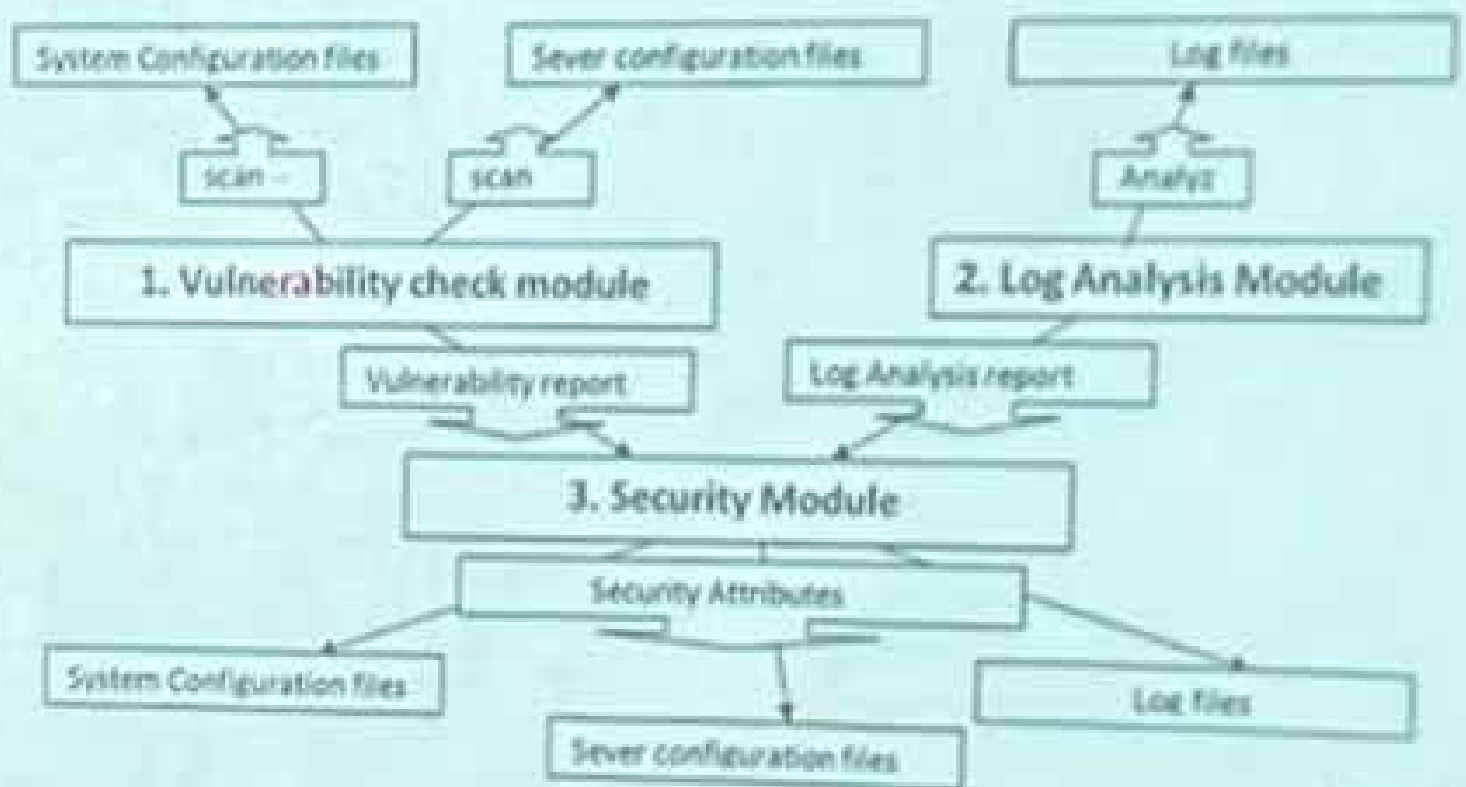 System Configuration files
Sever configuration files
Log files
scan
scan
Analyz
1. Vulnerability check module
2. Log Analysis Module
Vulnerability report
Log Analysis report
3. Security Module
Security Attributes
System Configuration files
Log files
Sever configuration files